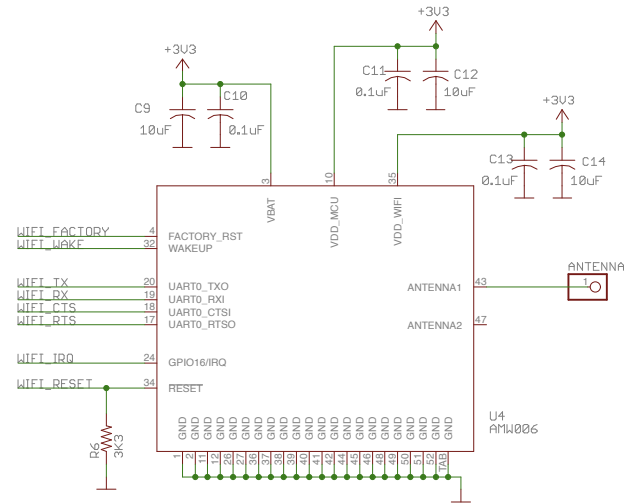 +3V3
+3V3
C11
0.1uF
C12
10uF
C9
10uF
C10
0.1uF
+3V3
C13
0.1uF
C14
10uF
3
10
35
VBAT
VDD_MCU
VDD_WIFI
WIFI_FACTORY 4 FACTORY_RST
WIFI_WAKE 32 WAKEUP
WIFI_TX 20 UART0_TXO
WIFI_RX 19 UART0_RXI
WIFI_CTS 18 UART0_CTSI
WIFI_RTS 17 UART0_RTSO
WIFI_IRQ 24 GPIO16/IRQ
WIFI_RESET 34 RESET
ANTENNA1 43
ANTENNA
1
ANTENNA2 47
U4
AMW006
R6
3K3
GND GND GND GND GND GND GND GND GND GND GND GND GND GND GND GND GND GND GND GND GND GND
1 2 11 12 26 27 36 37 38 39 40 41 42 44 45 46 48 49 50 51 52 TAB